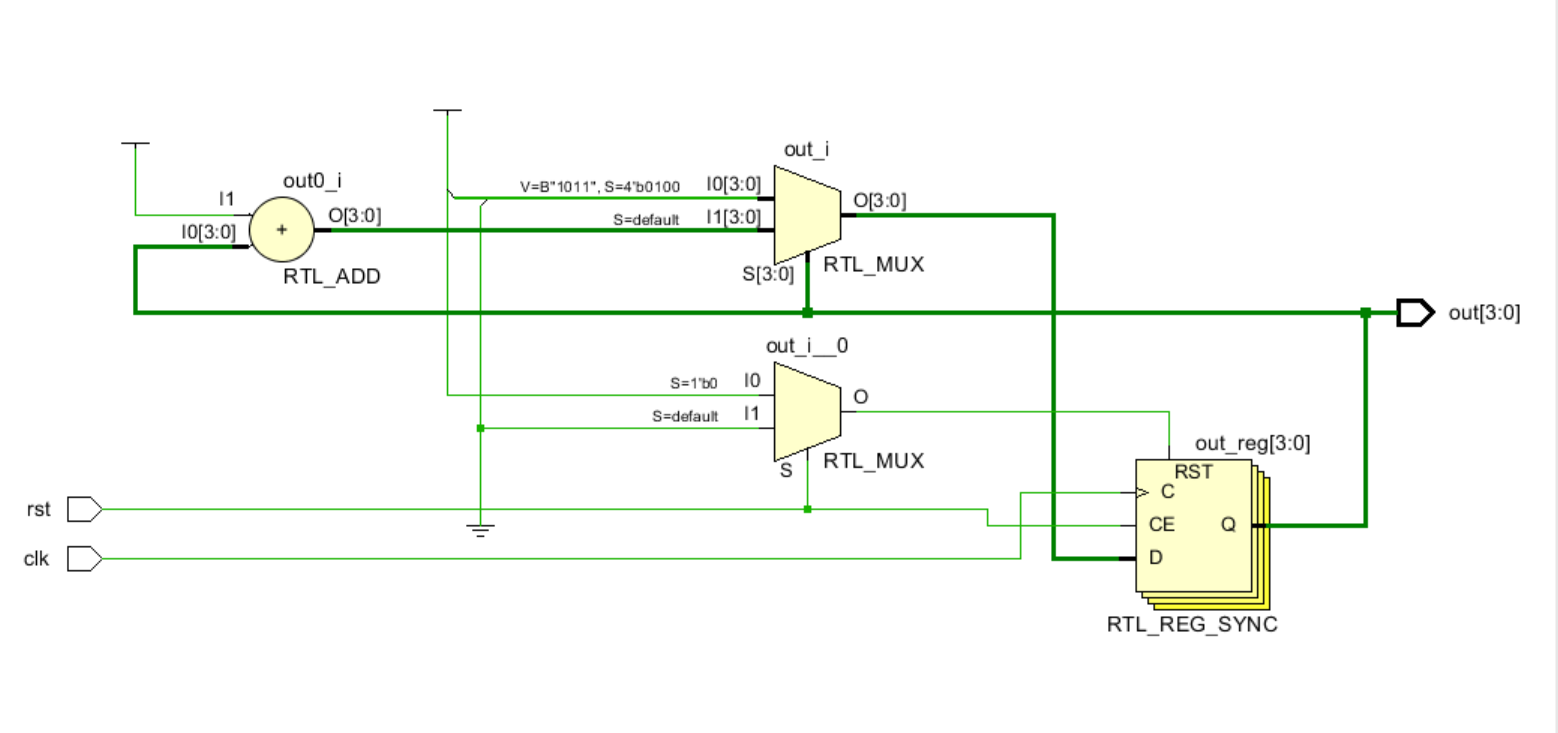 out_i
V=B"1011", S=4'b0100 I0[3:0]
out0_i
I1
O[3:0]
O[3:0]
S=default I1[3:0]
+
I0[3:0]
RTL_MUX
S[3:0]
RTL_ADD
out[3:0]
out_i__0
S=1'b0 I0
O
S=default I1
out_reg[3:0]
RTL_MUX
S
RST
C
rst
CE Q
clk
D
RTL_REG_SYNC